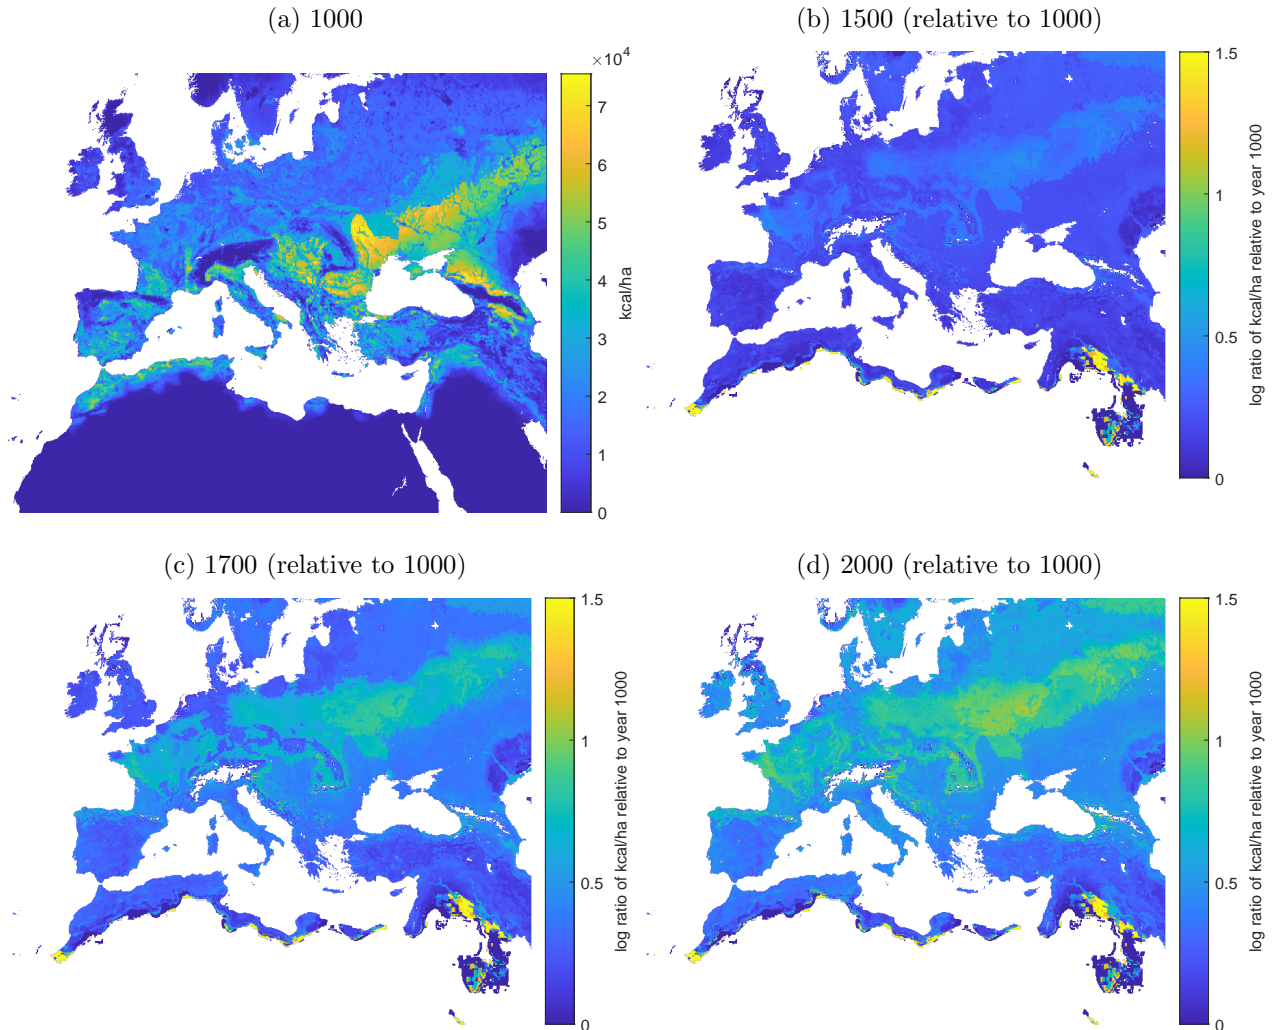 (a) 1000
×10⁴
7
6
5
4
3
2
1
0
kcal/ha
(b) 1500 (relative to 1000)
1.5
1
0.5
0
log ratio of kcal/ha relative to year 1000
(c) 1700 (relative to 1000)
1.5
1
0.5
0
log ratio of kcal/ha relative to year 1000
(d) 2000 (relative to 1000)
1.5
1
0.5
0
log ratio of kcal/ha relative to year 1000